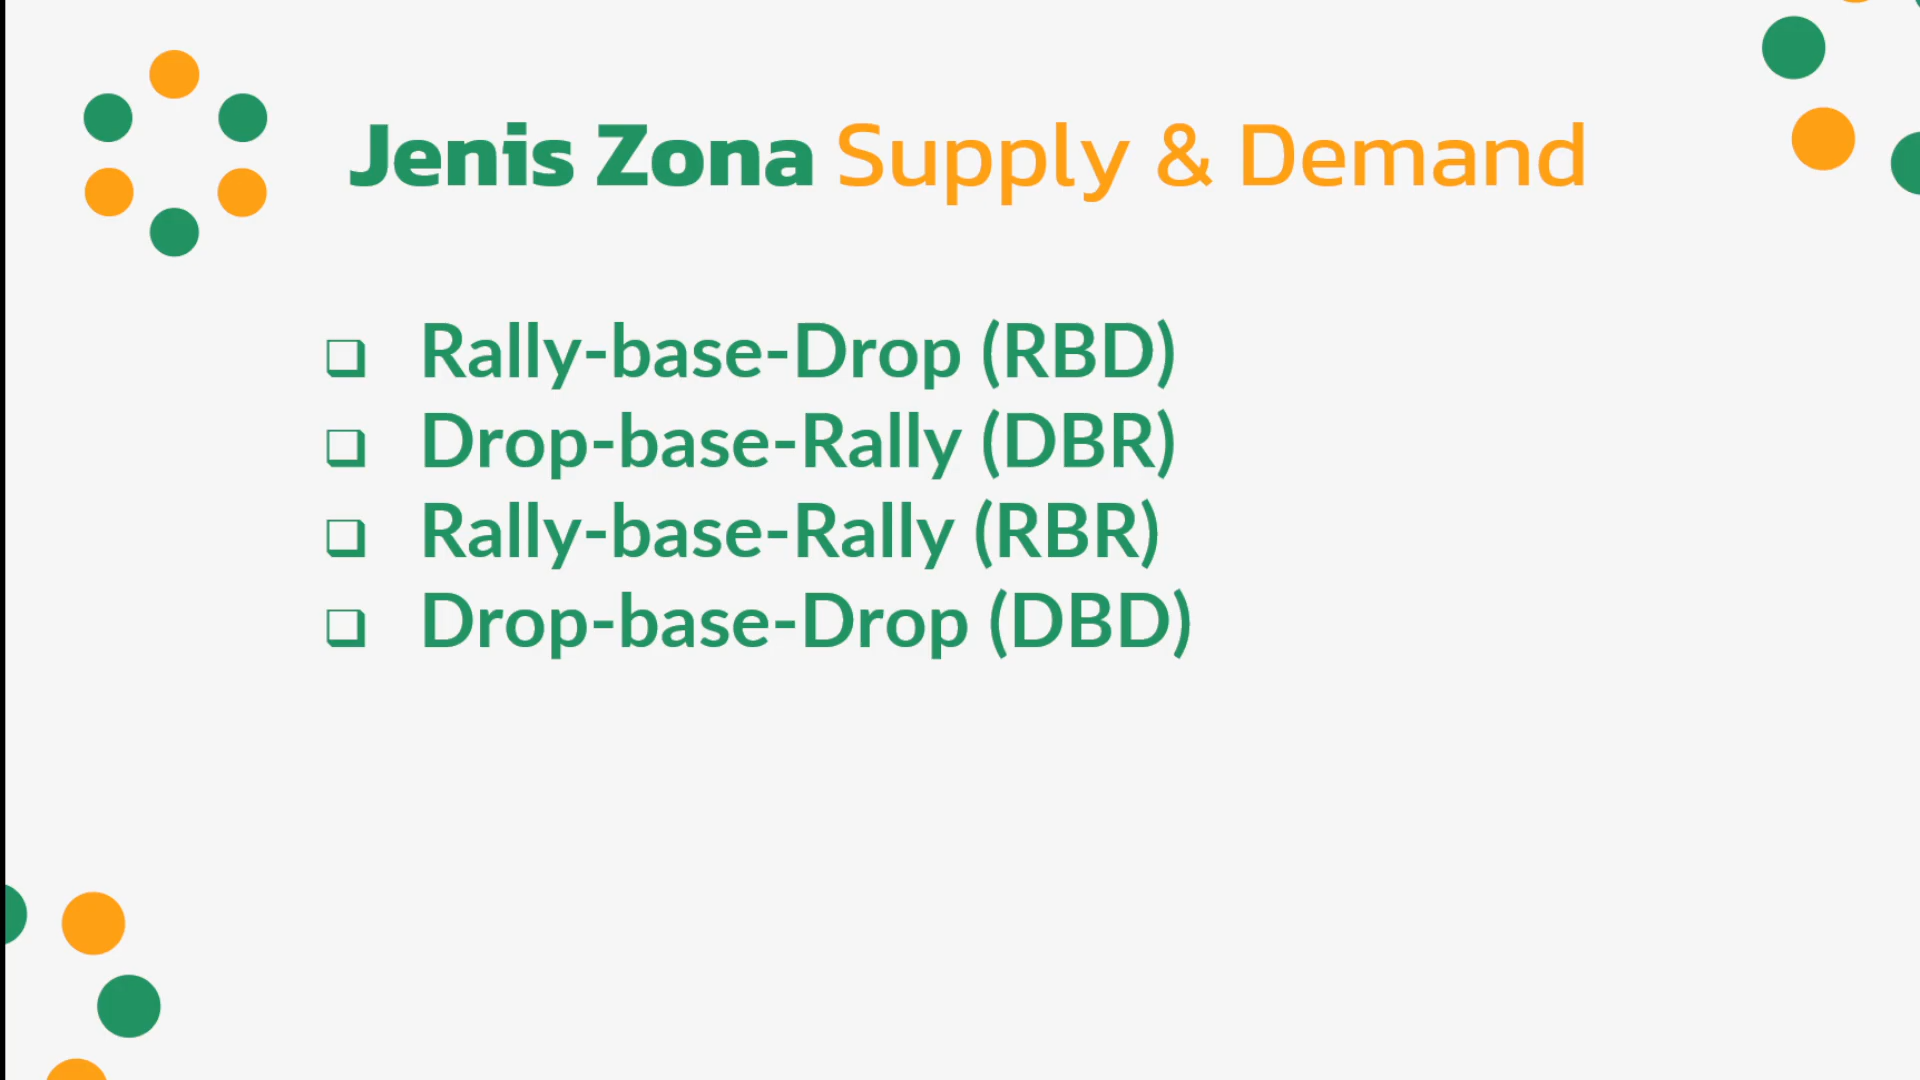 Jenis Zona Supply & Demand
Rally-base-Drop (RBD)
Drop-base-Rally (DBR)
Rally-base-Rally (RBR)
Drop-base-Drop (DBD)